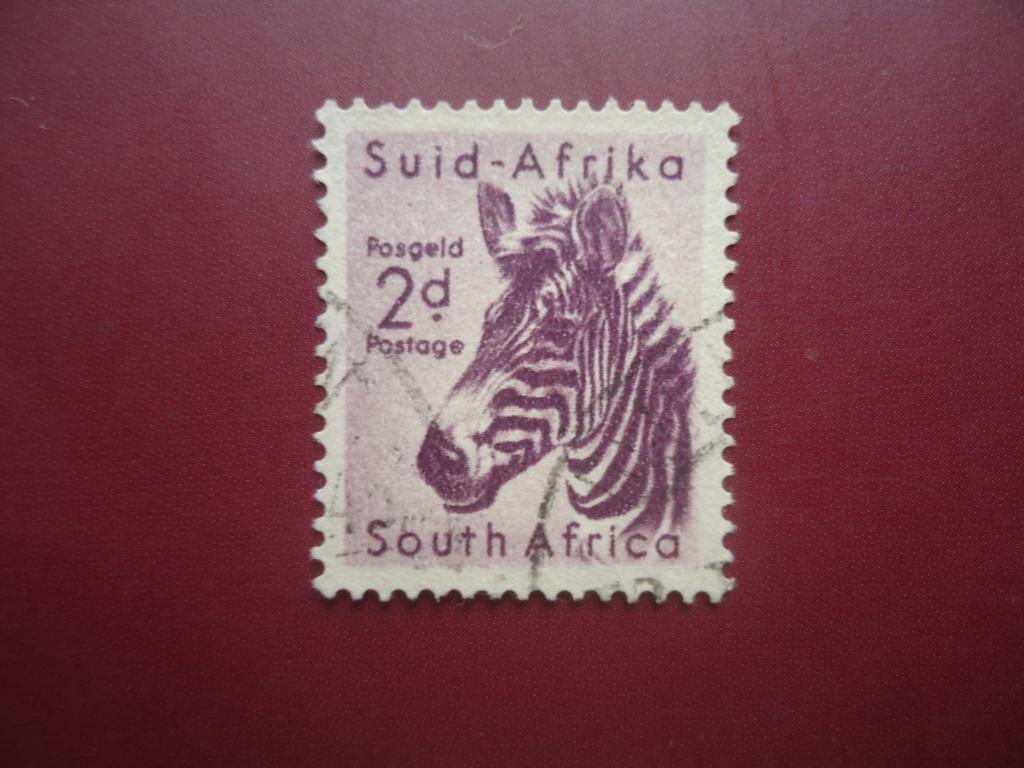 Suid-Afrika
Posgeld
2d
Postage
South Africa